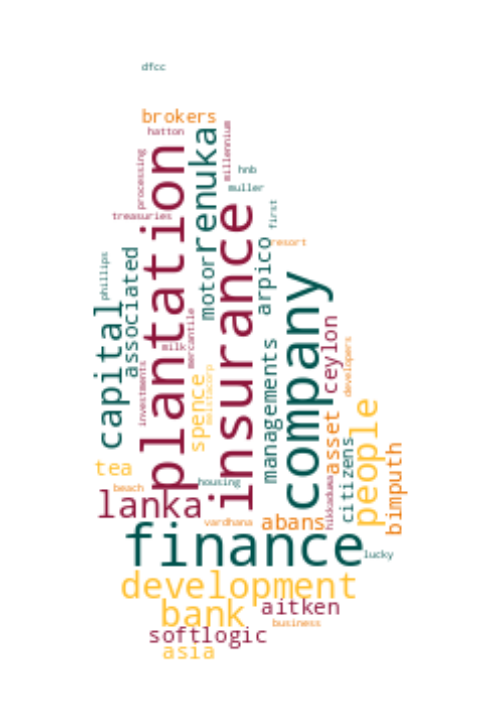 dfcc
brokers
hatton
plantation
renuka
millennium
processing
hnb
muller
treasuries
first
insurance
resort
motor
arpico
associated
phillips
capital
company
mercantile
milk
ceylon
developers
managements
investments
spence
people
asset
citizens
bimputh
tea
housing
hikkaduwa
beach
lanka
vardhana
abans
finance
lucky
development
bank
aitken
business
softlogic
asia